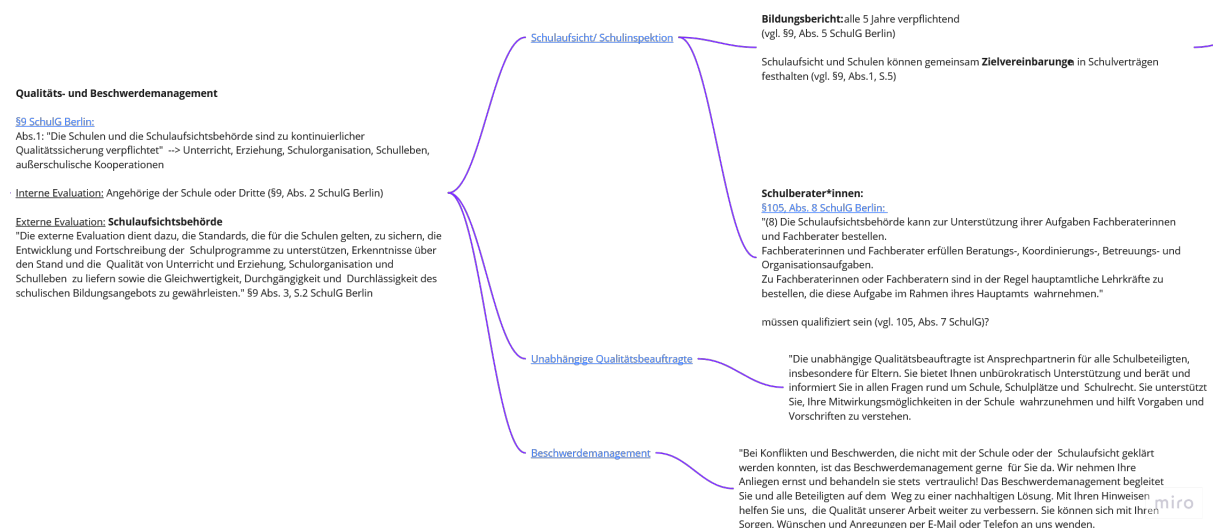 Qualitäts- und Beschwerdemanagement
§9 SchulG Berlin:
Abs.1: "Die Schulen und die Schulaufsichtsbehörde sind zu kontinuierlicher
Qualitätssicherung verpflichtet" --> Unterricht, Erziehung, Schulorganisation, Schulleben,
außerschulische Kooperationen
Interne Evaluation: Angehörige der Schule oder Dritte (§9, Abs. 2 SchulG Berlin)
Externe Evaluation: Schulaufsichtsbehörde
"Die externe Evaluation dient dazu, die Standards, die für die Schulen gelten, zu sichern, die
Entwicklung und Fortschreibung der Schulprogramme zu unterstützen, Erkenntnisse über
den Stand und die Qualität von Unterricht und Erziehung, Schulorganisation und
Schulleben zu liefern sowie die Gleichwertigkeit, Durchgängigkeit und Durchlässigkeit des
schulischen Bildungsangebots zu gewährleisten." §9 Abs. 3, S.2 SchulG Berlin
Schulaufsicht/ Schulinspektion
Bildungsbericht: alle 5 Jahre verpflichtend
(vgl. §9, Abs. 5 SchulG Berlin)
Schulaufsicht und Schulen können gemeinsam Zielvereinbarungen in Schulverträgen
festhalten (vgl. §9, Abs.1, S.5)
Schulberater*innen:
§105, Abs. 8 SchulG Berlin:
"(8) Die Schulaufsichtsbehörde kann zur Unterstützung ihrer Aufgaben Fachberaterinnen
und Fachberater bestellen.
Fachberaterinnen und Fachberater erfüllen Beratungs-, Koordinierungs-, Betreuungs- und
Organisationsaufgaben.
Zu Fachberaterinnen oder Fachberatern sind in der Regel hauptamtliche Lehrkräfte zu
bestellen, die diese Aufgabe im Rahmen ihres Hauptamts wahrnehmen."
müssen qualifiziert sein (vgl. 105, Abs. 7 SchulG)?
Unabhängige Qualitätsbeauftragte
"Die unabhängige Qualitätsbeauftragte ist Ansprechpartnerin für alle Schulbeteiligten,
insbesondere für Eltern. Sie bietet Ihnen unbürokratisch Unterstützung und berät und
informiert Sie in allen Fragen rund um Schule, Schulplätze und Schulrecht. Sie unterstützt
Sie, Ihre Mitwirkungsmöglichkeiten in der Schule wahrzunehmen und hilft Vorgaben und
Vorschriften zu verstehen.
Beschwerdemanagement
"Bei Konflikten und Beschwerden, die nicht mit der Schule oder der Schulaufsicht geklärt
werden konnten, ist das Beschwerdemanagement gerne für Sie da. Wir nehmen Ihre
Anliegen ernst und behandeln sie stets vertraulich! Das Beschwerdemanagement begleitet
Sie und alle Beteiligten auf dem Weg zu einer nachhaltigen Lösung. Mit Ihren Hinweisen
helfen Sie uns, die Qualität unserer Arbeit weiter zu verbessern. Sie können sich mit Ihren
Sorgen, Wünschen und Anregungen per E-Mail oder Telefon an uns wenden.
miro